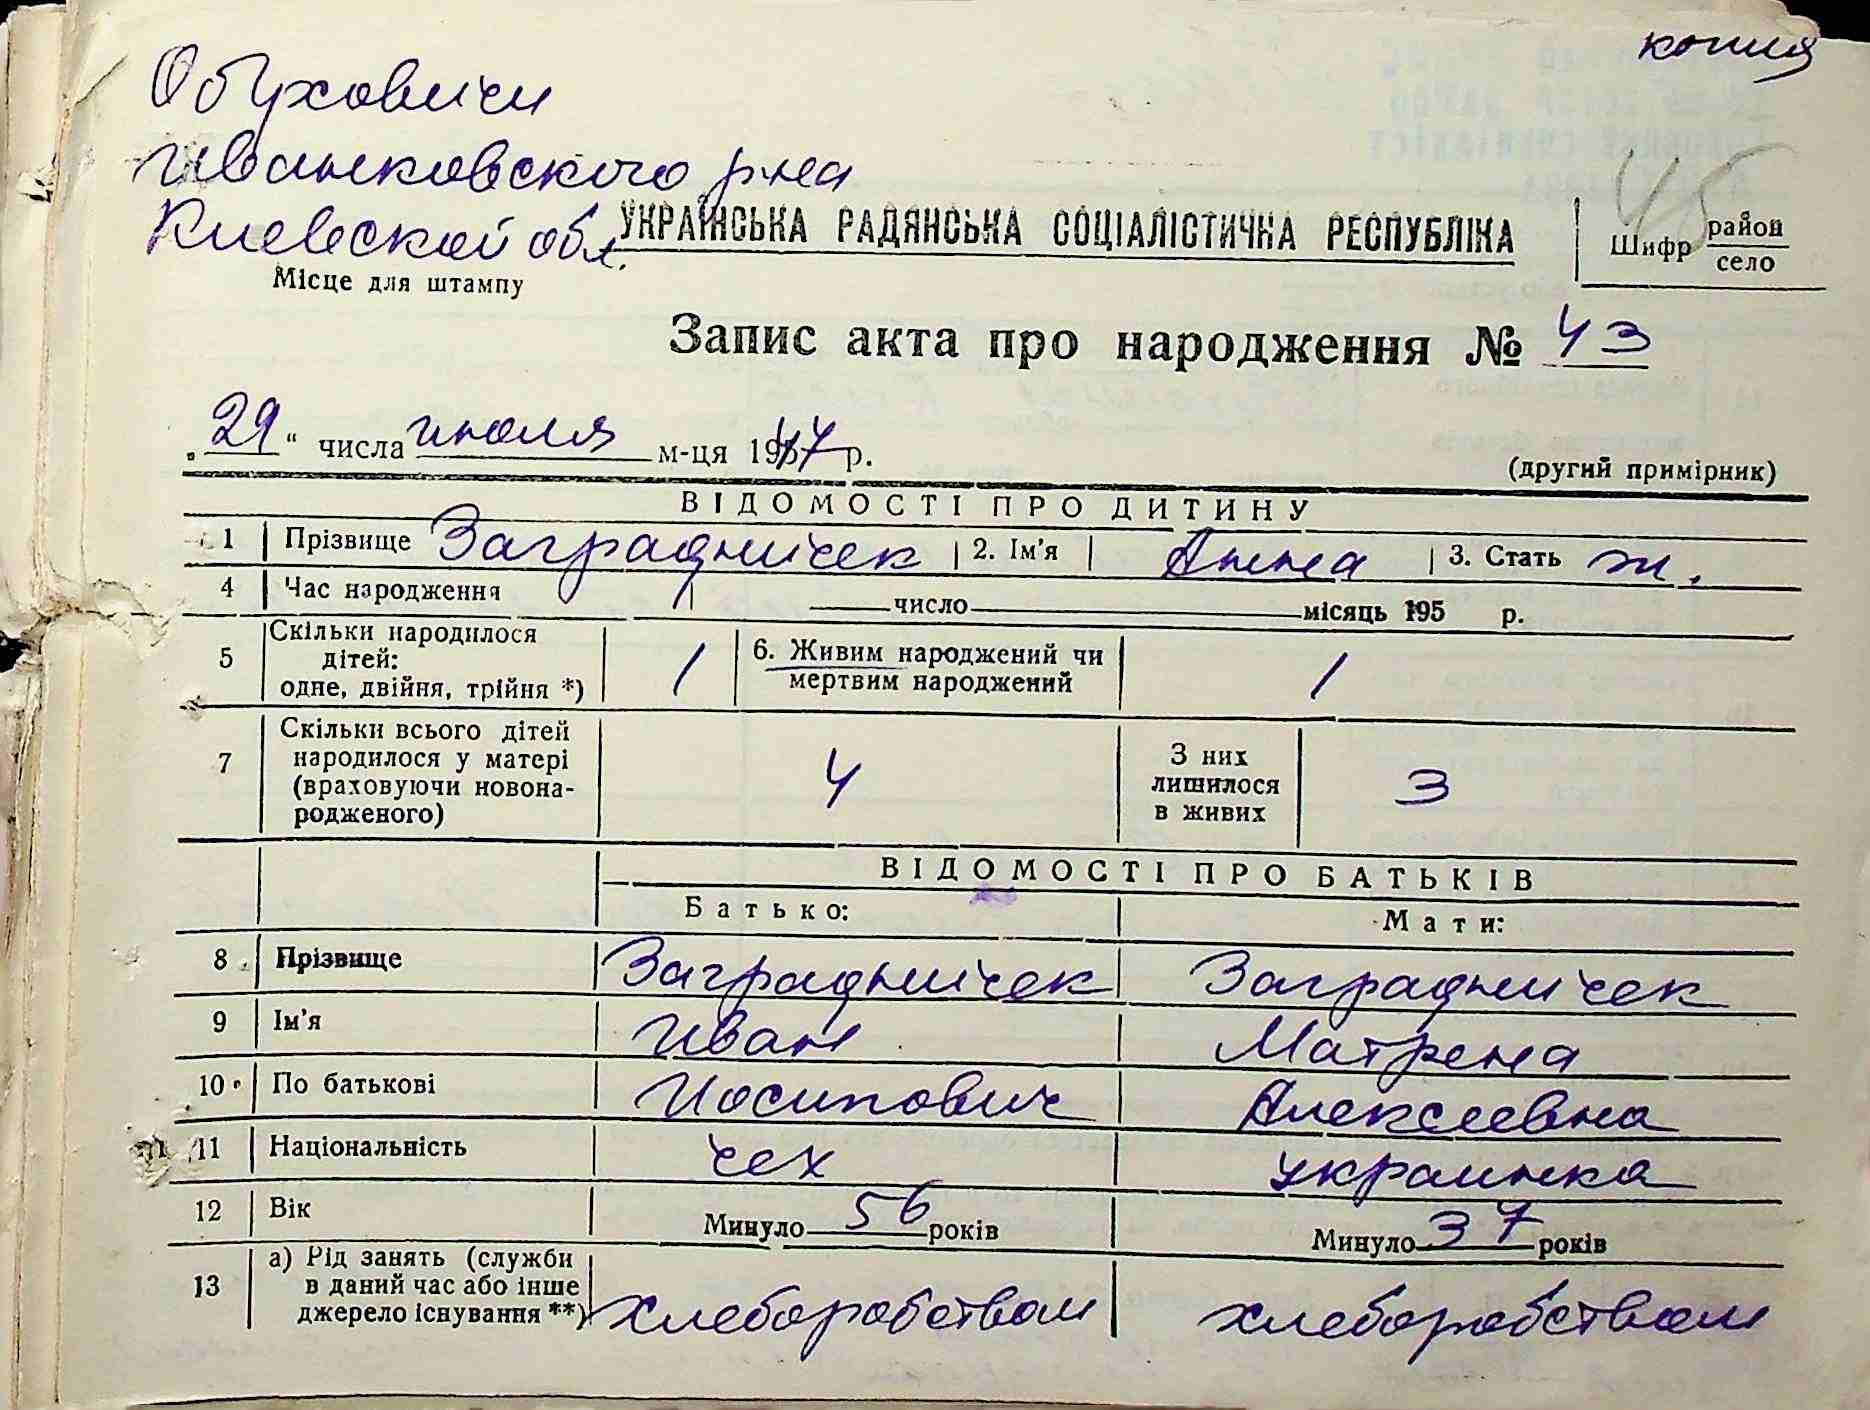 копия
Обуховичи
Иванковского р-на
Киевской обл.
УКРАЇНСЬКА РАДЯНСЬКА СОЦІАЛІСТИЧНА РЕСПУБЛІКА
45
Шифр район село
Місце для штампу
Запис акта про народження № 43
„29“ числа июля м-ця 1947 р.
(другий примірник)
ВІДОМОСТІ ПРО ДИТИНУ
1 Прізвище Заградничек 2. Ім'я Анна 3. Стать ж.
4 Час народження число місяць 195 р.
5 Скільки народилося дітей: одне, двійня, трійня *) 1 6. Живим народжений чи мертвим народжений 1
7 Скільки всього дітей народилося у матері (враховуючи новонародженого) 4 З них лишилося в живих 3
ВІДОМОСТІ ПРО БАТЬКІВ
Батько: Мати:
8 Прізвище Заградничек Заградничек
9 Ім'я Иван Матрена
10 По батькові Иосипович Алексеевна
11 Національність чех украинка
12 Вік Минуло 56 років Минуло 37 років
13 а) Рід занять (служби в даний час або інше джерело існування **) хлеборобством хлеборобством